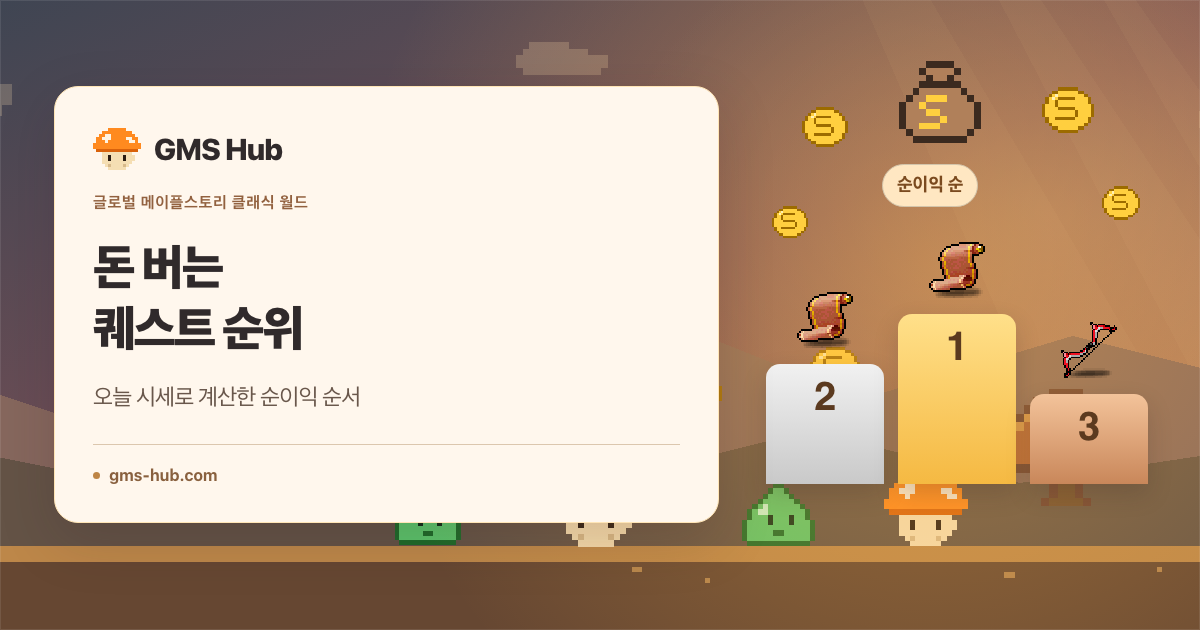 GMS Hub
글로벌 메이플스토리 클래식 월드
돈 버는
퀘스트 순위
오늘 시세로 계산한 순이익 순서
gms-hub.com
순이익 순
1
2
3
S
S
S
S
S